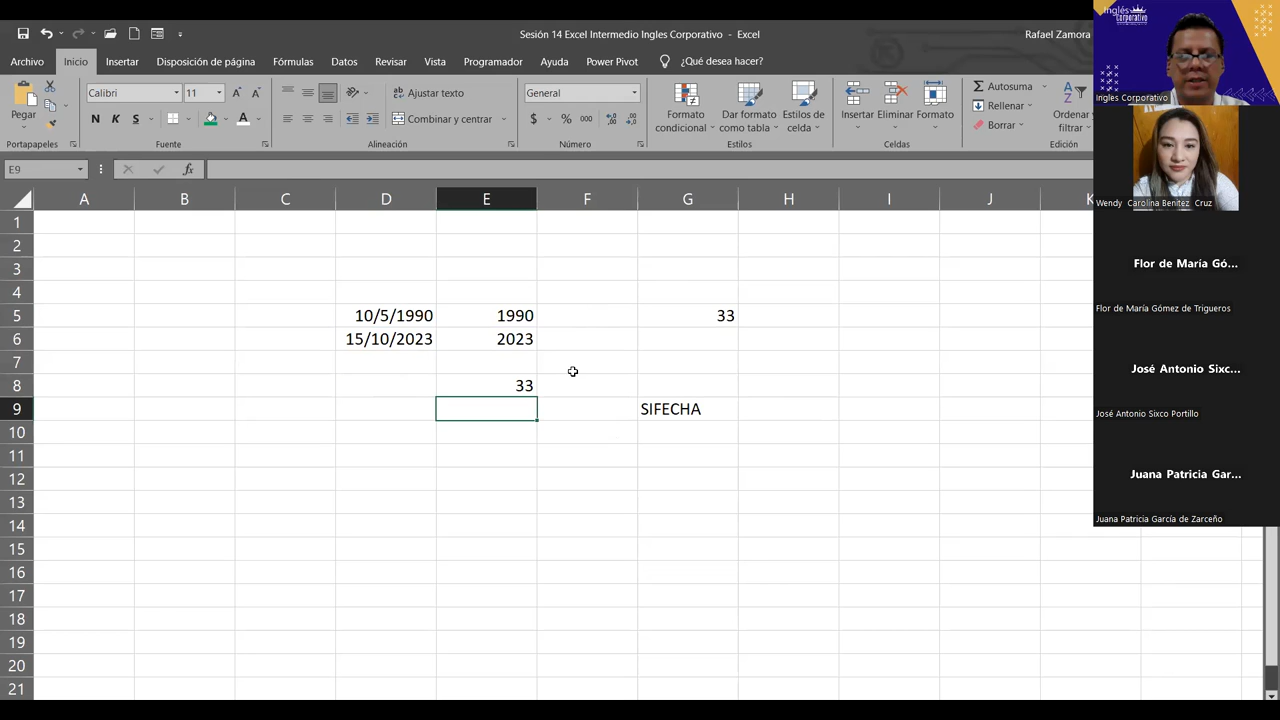 Sesión 14 Excel Intermedio Ingles Corporativo - Excel
Rafael Zamora
Archivo Inicio Insertar Disposición de página Fórmulas Datos Revisar Vista Programador Ayuda Power Pivot ¿Qué desea hacer?
Pegar
Calibri 11
N K S
Ajustar texto
Combinar y centrar
General
$ % 000
Formato condicional
Dar formato como tabla
Estilos de celda
Insertar Eliminar Formato
Autosuma
Rellenar
Borrar
Ordenar y filtrar
Portapapeles Fuente Alineación Número Estilos Celdas Edición
E9 fx
A B C D E F G H I J K
1
2
3
4
5 10/5/1990 1990 33
6 15/10/2023 2023
7
8 33
9 SIFECHA
10
11
12
13
14
15
16
17
18
19
20
21
Inglés Corporativo
Ingles Corporativo
Wendy Carolina Benitez Cruz
Flor de María Gó...
Flor de María Gómez de Trigueros
José Antonio Sixc...
José Antonio Sixco Portillo
Juana Patricia Gar...
Juana Patricia García de Zarceño